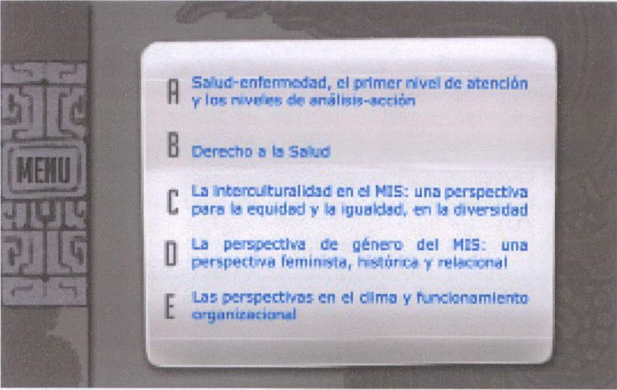 MENU
A Salud-enfermedad, el primer nivel de atención
y los niveles de análisis-acción
B Derecho a la Salud
C La interculturalidad en el MIS: una perspectiva
para la equidad y la igualdad, en la diversidad
D La perspectiva de género del MIS: una
perspectiva feminista, histórica y relacional
E Las perspectivas en el clima y funcionamiento
organizacional